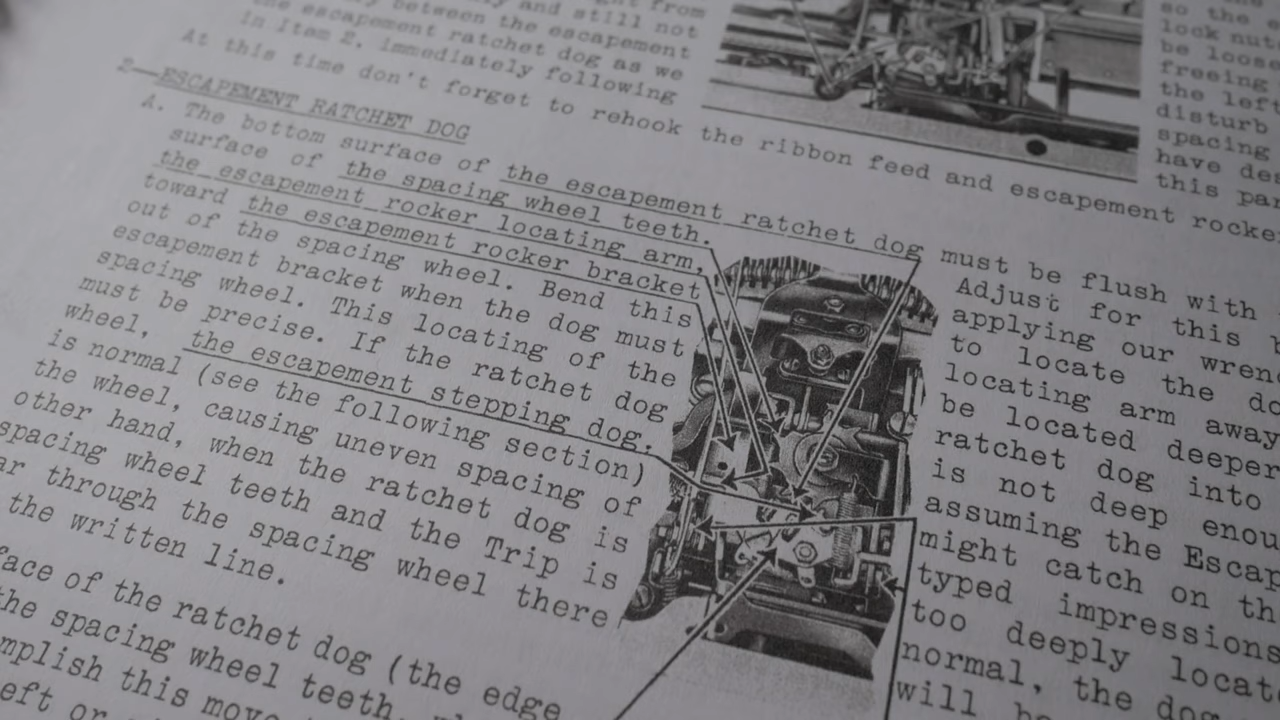 ght from
and still not
between the escapement
the escapement ratchet dog as we
in Item 2, immediately following
so the
lock nut
be loose
freeing
the left
disturb
spacing
have
this
At this time don't forget to rehook the ribbon feed and escapement rocke
2—ESCAPEMENT RATCHET DOG
A. The bottom surface of the escapement ratchet dog must be flush with
surface of the spacing wheel teeth. Adjust for this
the escapement rocker locating arm, applying our wrenc
toward the escapement rocker bracket to locate the do
out of the spacing wheel. Bend this locating arm away
escapement bracket when the dog must be located deeper
spacing wheel. This locating of the ratchet dog into
must be precise. If the ratchet dog is not deep enou
wheel, the escapement stepping dog. assuming the Escap
is normal (see the following section) might catch on th
the wheel, causing uneven spacing of typed impressions
other hand, when the ratchet dog is too deeply locat
spacing wheel teeth and the Trip is normal, the dog
ar through the spacing wheel there will
the written line.
face of the ratchet dog (the edge
the spacing wheel teeth,
mplish this move
eft or